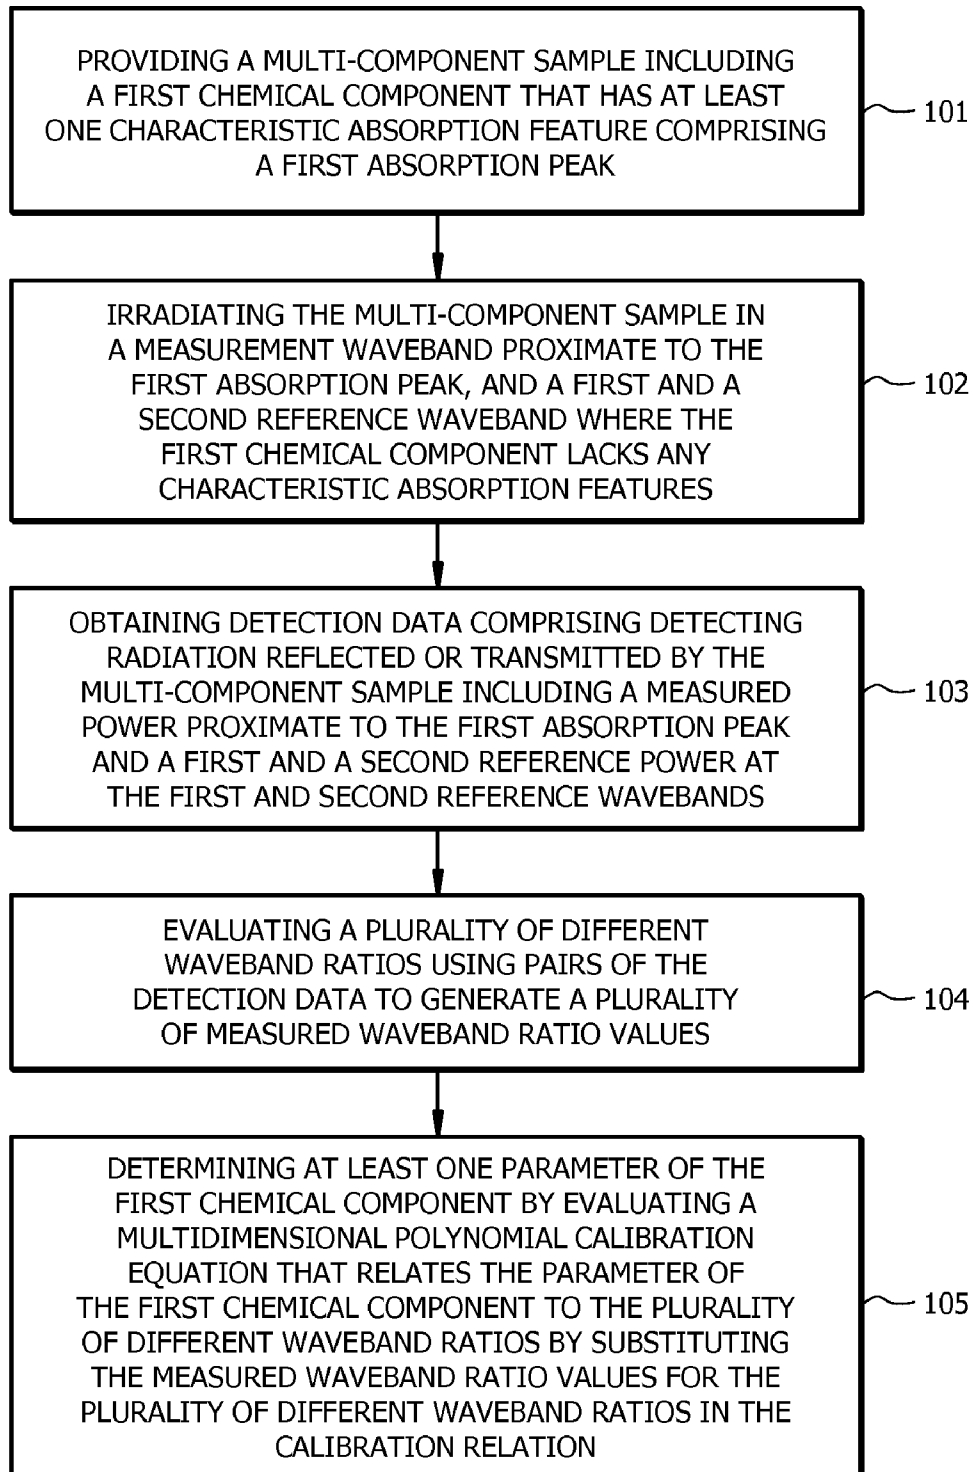 PROVIDING A MULTI-COMPONENT SAMPLE INCLUDING
A FIRST CHEMICAL COMPONENT THAT HAS AT LEAST
ONE CHARACTERISTIC ABSORPTION FEATURE COMPRISING
A FIRST ABSORPTION PEAK
101
IRRADIATING THE MULTI-COMPONENT SAMPLE IN
A MEASUREMENT WAVEBAND PROXIMATE TO THE
FIRST ABSORPTION PEAK, AND A FIRST AND A
SECOND REFERENCE WAVEBAND WHERE THE
FIRST CHEMICAL COMPONENT LACKS ANY
CHARACTERISTIC ABSORPTION FEATURES
102
OBTAINING DETECTION DATA COMPRISING DETECTING
RADIATION REFLECTED OR TRANSMITTED BY THE
MULTI-COMPONENT SAMPLE INCLUDING A MEASURED
POWER PROXIMATE TO THE FIRST ABSORPTION PEAK
AND A FIRST AND A SECOND REFERENCE POWER AT
THE FIRST AND SECOND REFERENCE WAVEBANDS
103
EVALUATING A PLURALITY OF DIFFERENT
WAVEBAND RATIOS USING PAIRS OF THE
DETECTION DATA TO GENERATE A PLURALITY
OF MEASURED WAVEBAND RATIO VALUES
104
DETERMINING AT LEAST ONE PARAMETER OF THE
FIRST CHEMICAL COMPONENT BY EVALUATING A
MULTIDIMENSIONAL POLYNOMIAL CALIBRATION
EQUATION THAT RELATES THE PARAMETER OF
THE FIRST CHEMICAL COMPONENT TO THE PLURALITY
OF DIFFERENT WAVEBAND RATIOS BY SUBSTITUTING
THE MEASURED WAVEBAND RATIO VALUES FOR THE
PLURALITY OF DIFFERENT WAVEBAND RATIOS IN THE
CALIBRATION RELATION
105